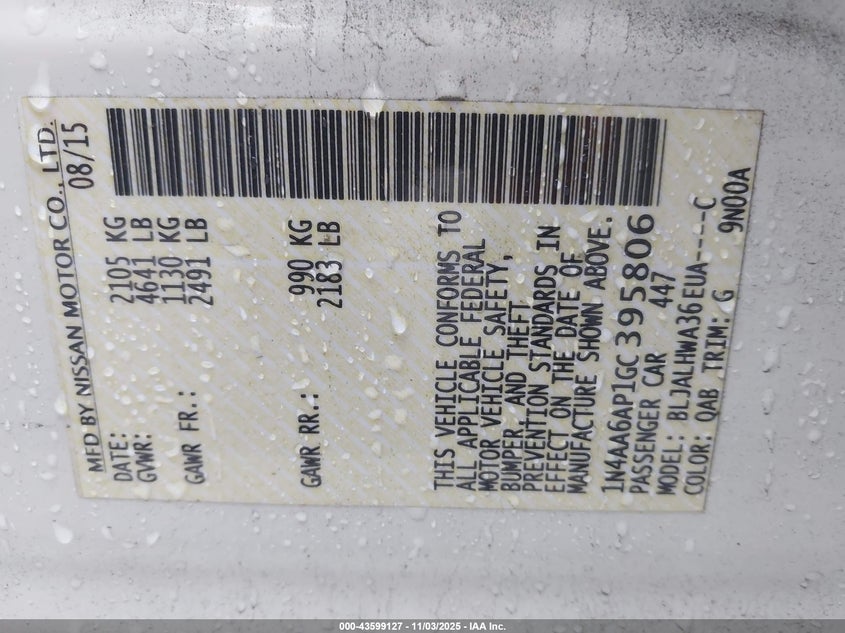 MFD BY NISSAN MOTOR CO., LTD.
DATE: 08/15
GVWR: 2105 KG
4641 LB
GAWR FR.: 1130 KG
2491 LB
GAWR RR.: 990 KG
2183 LB
THIS VEHICLE CONFORMS TO
ALL APPLICABLE FEDERAL
MOTOR VEHICLE SAFETY,
BUMPER, AND THEFT
PREVENTION STANDARDS IN
EFFECT ON THE DATE OF
MANUFACTURE SHOWN ABOVE.
1N4AA6AP1GC395806
PASSENGER CAR 447
MODEL: BLJALHWA36EUA----C
COLOR: QAB TRIM: G 9N00A
000-43599127 - 11/03/2025 - IAA Inc.